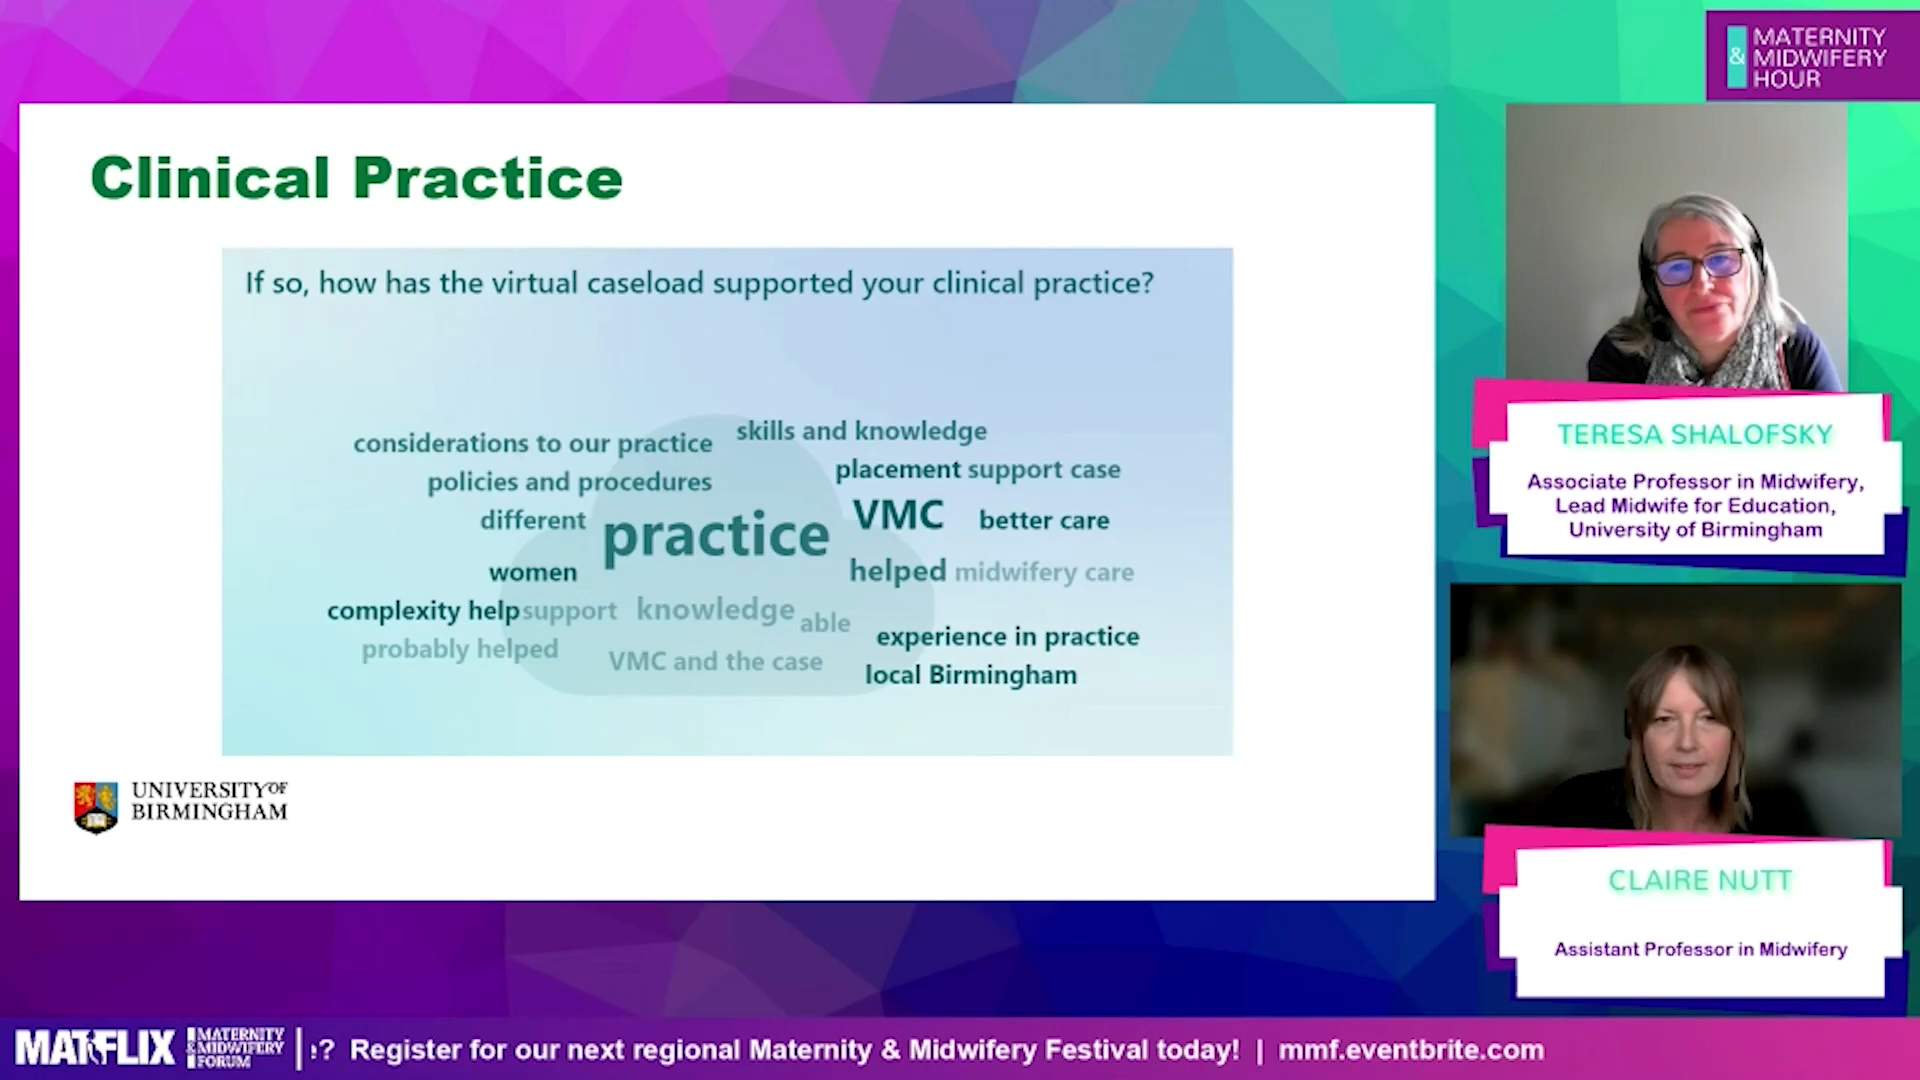 MATERNITY
& MIDWIFERY
HOUR
Clinical Practice
If so, how has the virtual caseload supported your clinical practice?
considerations to our practice
skills and knowledge
policies and procedures
placement support case
different
practice
VMC
better care
women
helped
midwifery care
complexity help
support
knowledge
able
probably helped
VMC and the case
experience in practice
local Birmingham
UNIVERSITY OF
BIRMINGHAM
TERESA SHALOFSKY
Associate Professor in Midwifery,
Lead Midwife for Education,
University of Birmingham
CLAIRE NUTT
Assistant Professor in Midwifery
MATFLIX
MATERNITY
& MIDWIFERY
FORUM
? Register for our next regional Maternity & Midwifery Festival today! | mmf.eventbrite.com